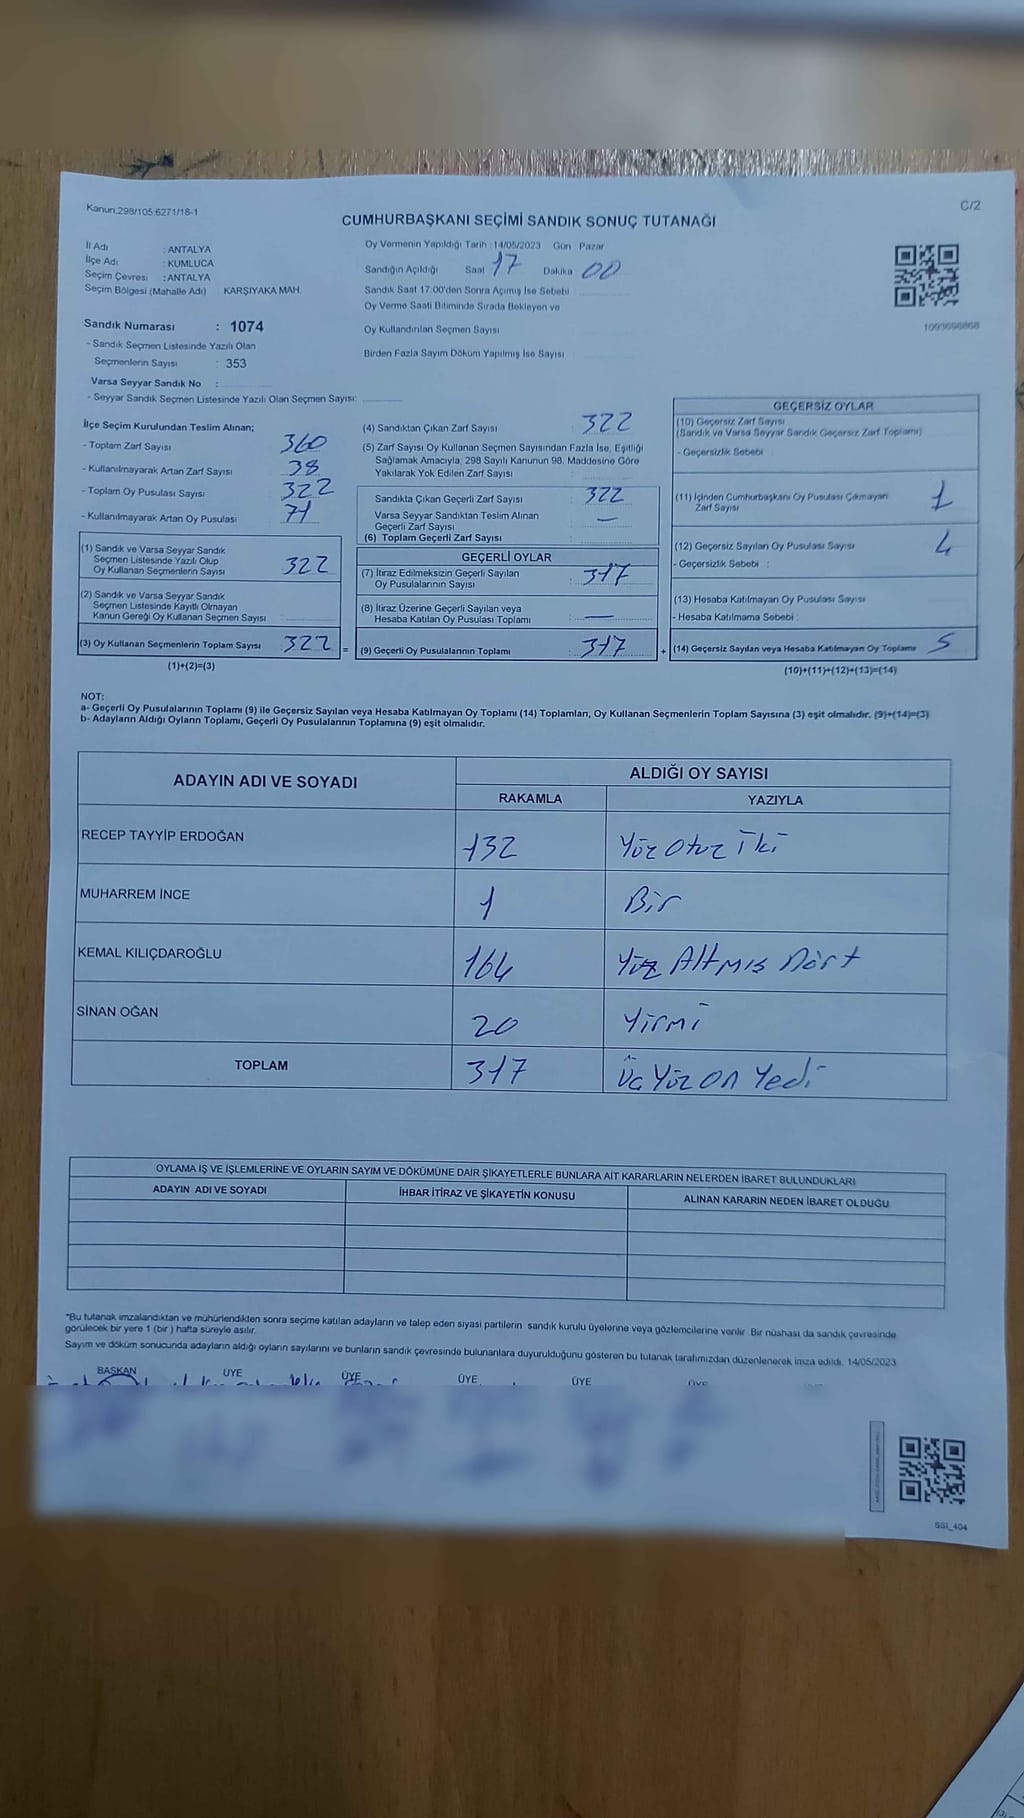 Kanun:298/105 6271/18-1
C/2
CUMHURBAŞKANI SEÇİMİ SANDIK SONUÇ TUTANAĞI
İl Adı : ANTALYA
İlçe Adı : KUMLUCA
Seçim Çevresi : ANTALYA
Seçim Bölgesi (Mahalle Adı) KARŞIYAKA MAH.
Oy Vermenin Yapıldığı Tarih : 14/05/2023 Gün : Pazar
Sandığın Açıldığı Saat 17 Dakika 00
Sandık Saat 17:00'den Sonra Açımış İse Sebebi
Oy Verme Saati Bitiminde Sırada Bekleyen ve
Oy Kullandırılan Seçmen Sayısı
Birden Fazla Sayım Döküm Yapılmış İse Sayısı
Sandık Numarası : 1074
- Sandık Seçmen Listesinde Yazılı Olan
Seçmenlerin Sayısı : 353
Varsa Seyyar Sandık No :
- Seyyar Sandık Seçmen Listesinde Yazılı Olan Seçmen Sayısı:
İlçe Seçim Kurulundan Teslim Alınan;
- Toplam Zarf Sayısı 360
- Kullanılmayarak Artan Zarf Sayısı 38
- Toplam Oy Pusulası Sayısı 322
- Kullanılmayarak Artan Oy Pusulası 71
(1) Sandık ve Varsa Seyyar Sandık
Seçmen Listesinde Yazılı Olup
Oy Kullanan Seçmenlerin Sayısı 322
(2) Sandık ve Varsa Seyyar Sandık
Seçmen Listesinde Kayıtlı Olmayan
Kanun Gereği Oy Kullanan Seçmen Sayısı
(3) Oy Kullanan Seçmenlerin Toplam Sayısı 322 =
(1)+(2)=(3)
(4) Sandıktan Çıkan Zarf Sayısı 322
(5) Zarf Sayısı Oy Kullanan Seçmen Sayısından Fazla İse, Eşitliği
Sağlamak Amacıyla; 298 Sayılı Kanunun 98. Maddesine Göre
Yakılarak Yok Edilen Zarf Sayısı
Sandıkta Çıkan Geçerli Zarf Sayısı : 322
Varsa Seyyar Sandıktan Teslim Alınan
Geçerli Zarf Sayısı —
(6) Toplam Geçerli Zarf Sayısı
GEÇERLİ OYLAR
(7) İtiraz Edilmeksizin Geçerli Sayılan
Oy Pusulalarının Sayısı : 317
(8) İtiraz Üzerine Geçerli Sayılan veya
Hesaba Katılan Oy Pusulası Toplamı —
(9) Geçerli Oy Pusulalarının Toplamı : 317 +
GEÇERSİZ OYLAR
(10) Geçersiz Zarf Sayısı
(Sandık ve Varsa Seyyar Sandık Geçersiz Zarf Toplamı)
- Geçersizlik Sebebi
(11) İçinden Cumhurbaşkanı Oy Pusulası Çıkmayan
Zarf Sayısı 1
(12) Geçersiz Sayılan Oy Pusulası Sayısı 4
- Geçersizlik Sebebi :
(13) Hesaba Katılmayan Oy Pusulası Sayısı
- Hesaba Katılmama Sebebi :
(14) Geçersiz Sayılan veya Hesaba Katılmayan Oy Toplamı 5
(10)+(11)+(12)+(13)=(14)
NOT:
a- Geçerli Oy Pusulalarının Toplamı (9) ile Geçersiz Sayılan veya Hesaba Katılmayan Oy Toplamı (14) Toplamları, Oy Kullanan Seçmenlerin Toplam Sayısına (3) eşit olmalıdır. (9)+(14)=(3)
b- Adayların Aldığı Oyların Toplamı, Geçerli Oy Pusulalarının Toplamına (9) eşit olmalıdır.
ADAYIN ADI VE SOYADI ALDIĞI OY SAYISI
RAKAMLA YAZIYLA
RECEP TAYYİP ERDOĞAN 132 Yüz Otuz İki
MUHARREM İNCE 1 Bir
KEMAL KILIÇDAROĞLU 164 Yüz Altmıs Dört
SİNAN OĞAN 20 Yirmi
TOPLAM 317 Üç Yüz On Yedi
OYLAMA İŞ VE İŞLEMLERİNE VE OYLARIN SAYIM VE DÖKÜMÜNE DAİR ŞİKAYETLERLE BUNLARA AİT KARARLARIN NELERDEN İBARET BULUNDUKLARI
ADAYIN ADI VE SOYADI İHBAR İTİRAZ VE ŞİKAYETİN KONUSU ALINAN KARARIN NEDEN İBARET OLDUĞU
*Bu tutanak imzalandıktan ve mühürlendikten sonra seçime katılan adayların ve talep eden siyasi partilerin sandık kurulu üyelerine veya gözlemcilerine verilir. Bir nüshası da sandık çevresinde
görülecek bir yere 1 (bir ) hafta süreyle asılır.
Sayım ve döküm sonucunda adayların aldığı oyların sayılarını ve bunların sandık çevresinde bulunanlara duyurulduğunu gösteren bu tutanak tarafımızdan düzenlenerek imza edildi. 14/05/2023
BAŞKAN ÜYE ÜYE ÜYE ÜYE ÜYE
SSI_404